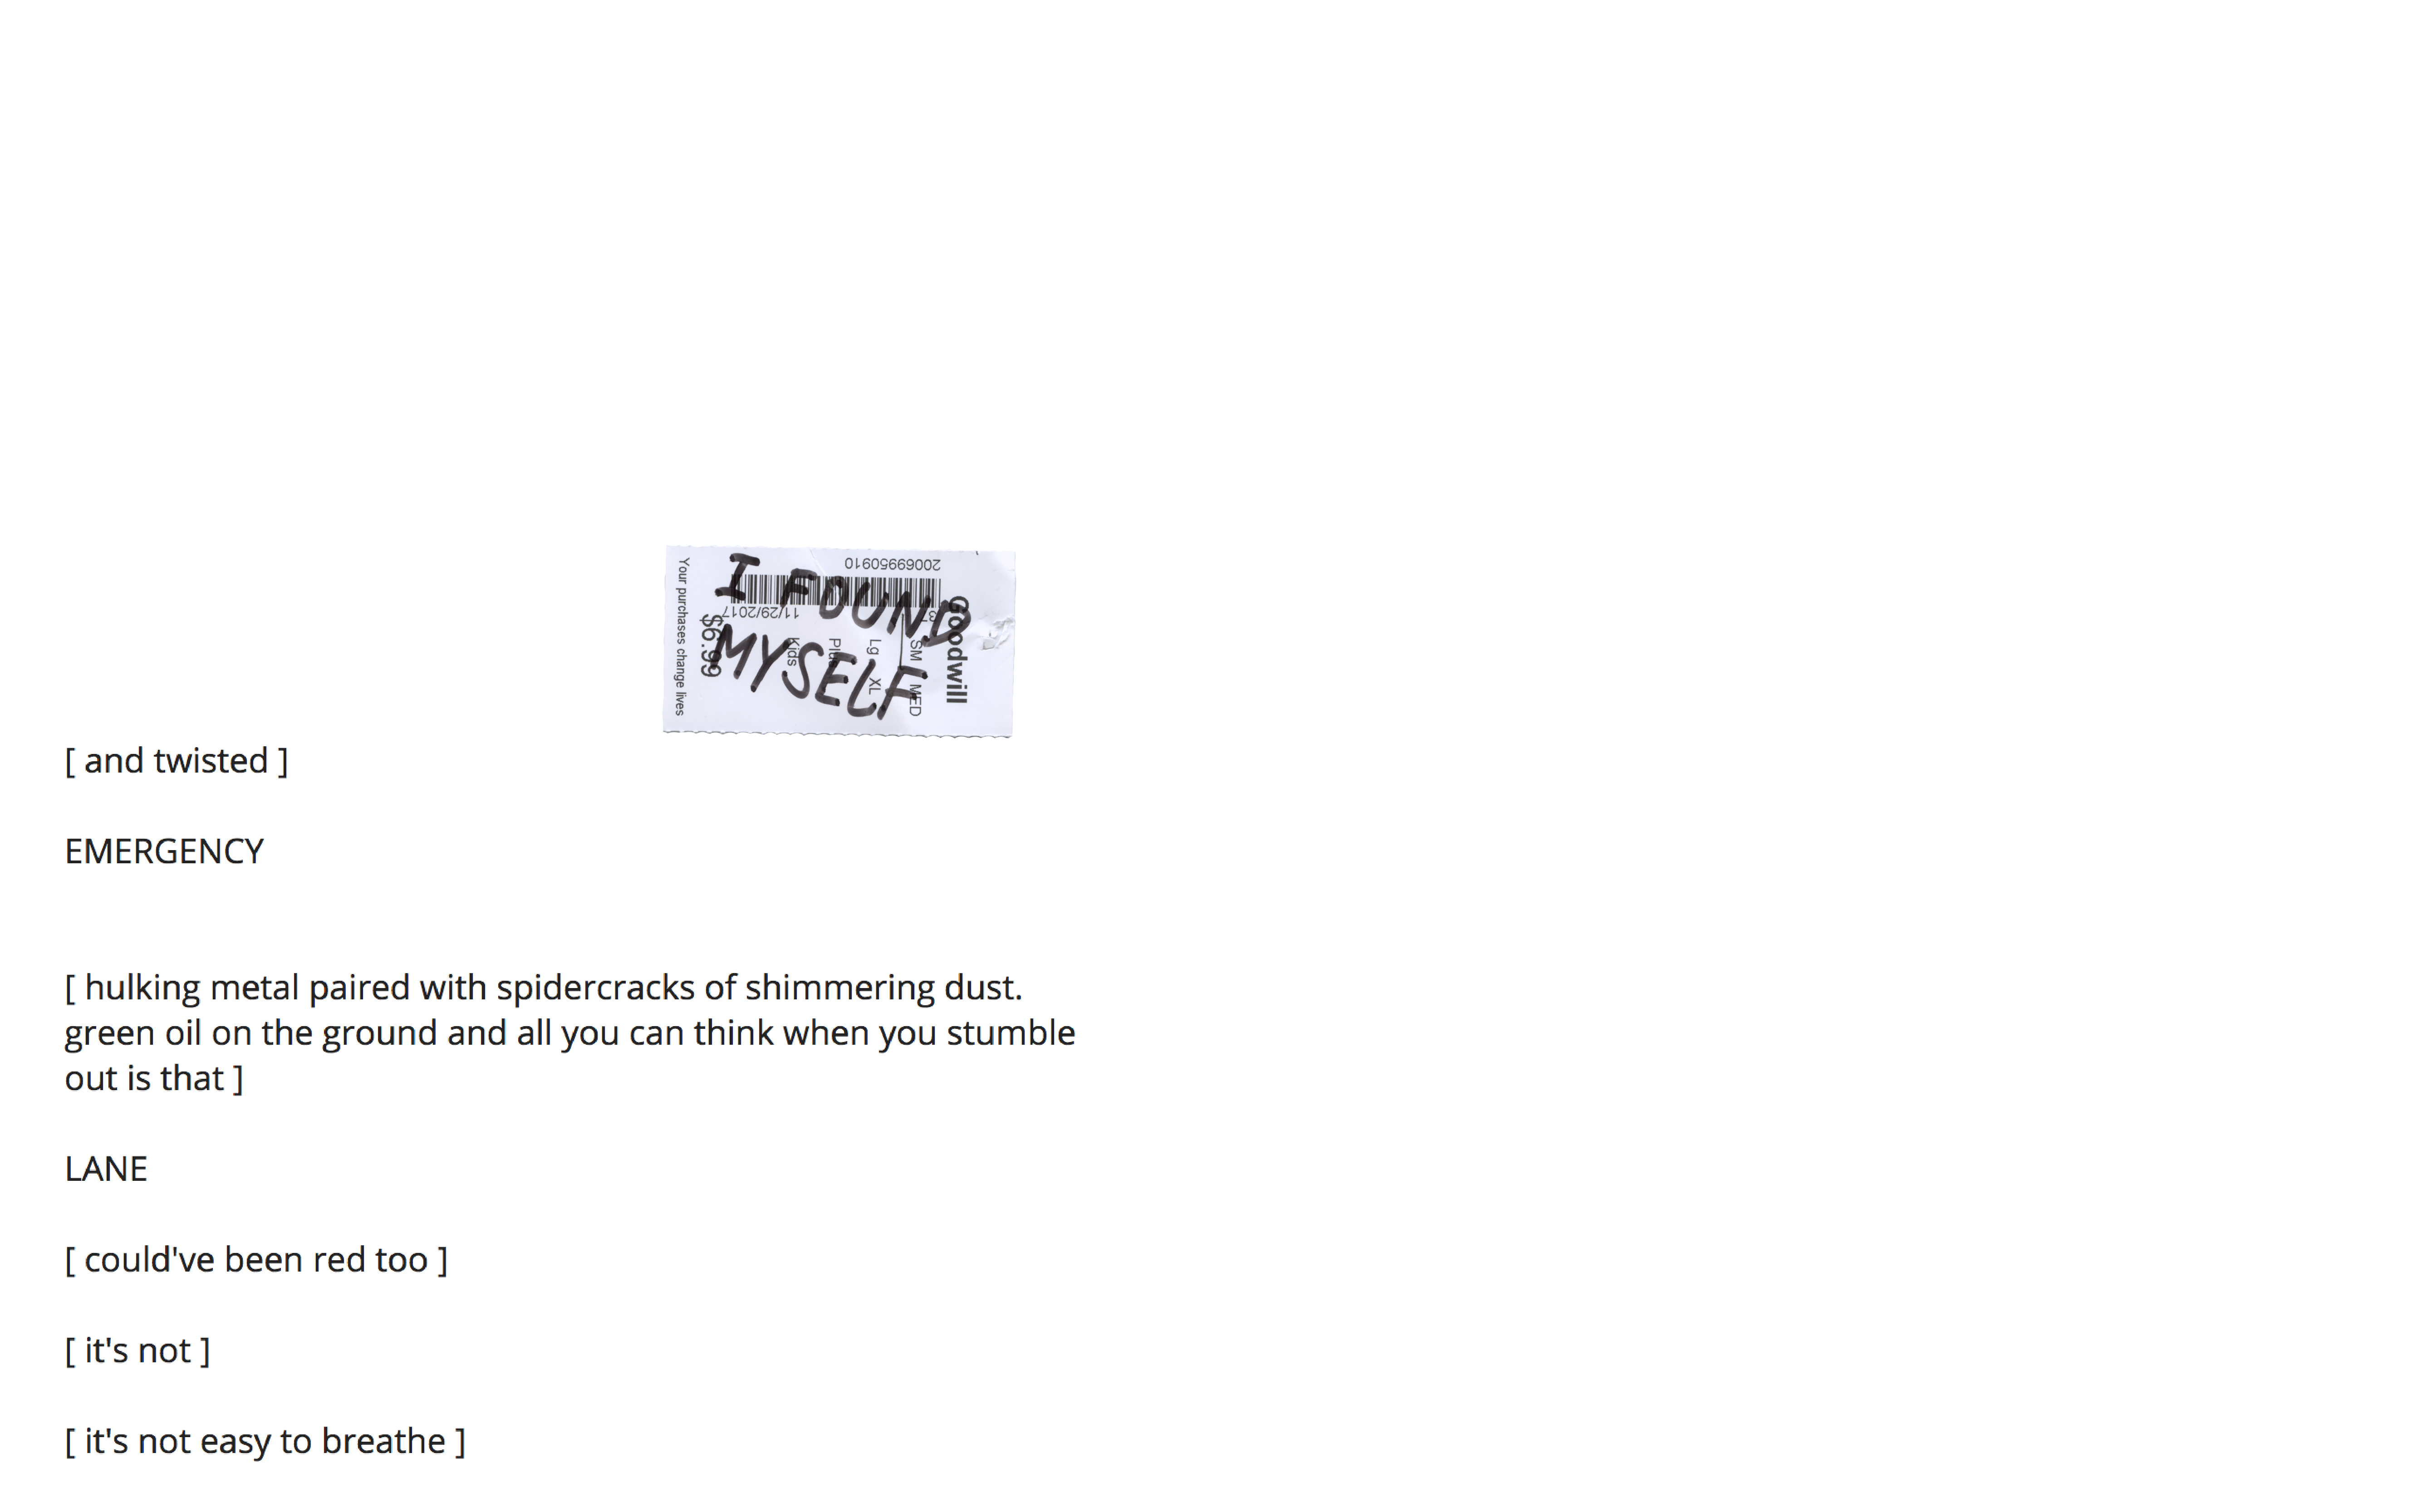 I FOUND
MYSELF
Goodwill
SM MED
Lg XL
Plus
Kids
$6.99
Your purchases change lives
200699950910
11/29/2017
[ and twisted ]
EMERGENCY
[ hulking metal paired with spidercracks of shimmering dust.
green oil on the ground and all you can think when you stumble
out is that ]
LANE
[ could've been red too ]
[ it's not ]
[ it's not easy to breathe ]